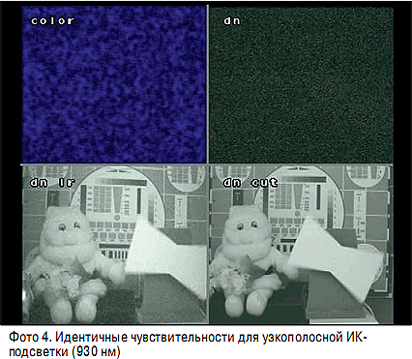 color
dn
dn ir
dn cut
Фото 4. Идентичные чувствительности для узкополосной ИК-
подсветки (930 нм)